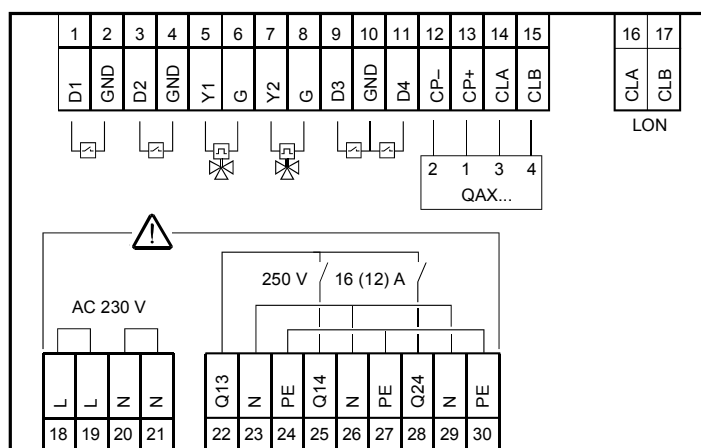 1 2 3 4 5 6 7 8 9 10 11 12 13 14 15 16 17
D1 GND D2 GND Y1 G Y2 G D3 GND D4 CP– CP+ CLA CLB CLA CLB
LON
2 1 3 4
QAX...
250 V 16 (12) A
AC 230 V
L L N N Q13 N PE Q14 N PE Q24 N PE
18 19 20 21 22 23 24 25 26 27 28 29 30